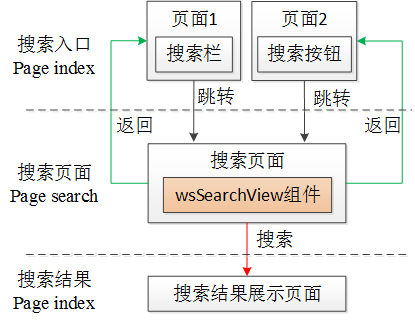 页面1
页面2
搜索入口
Page index
搜索栏
搜索按钮
跳转
跳转
返回
返回
搜索页面
Page search
搜索页面
wsSearchView组件
搜索
搜索结果
Page index
搜索结果展示页面